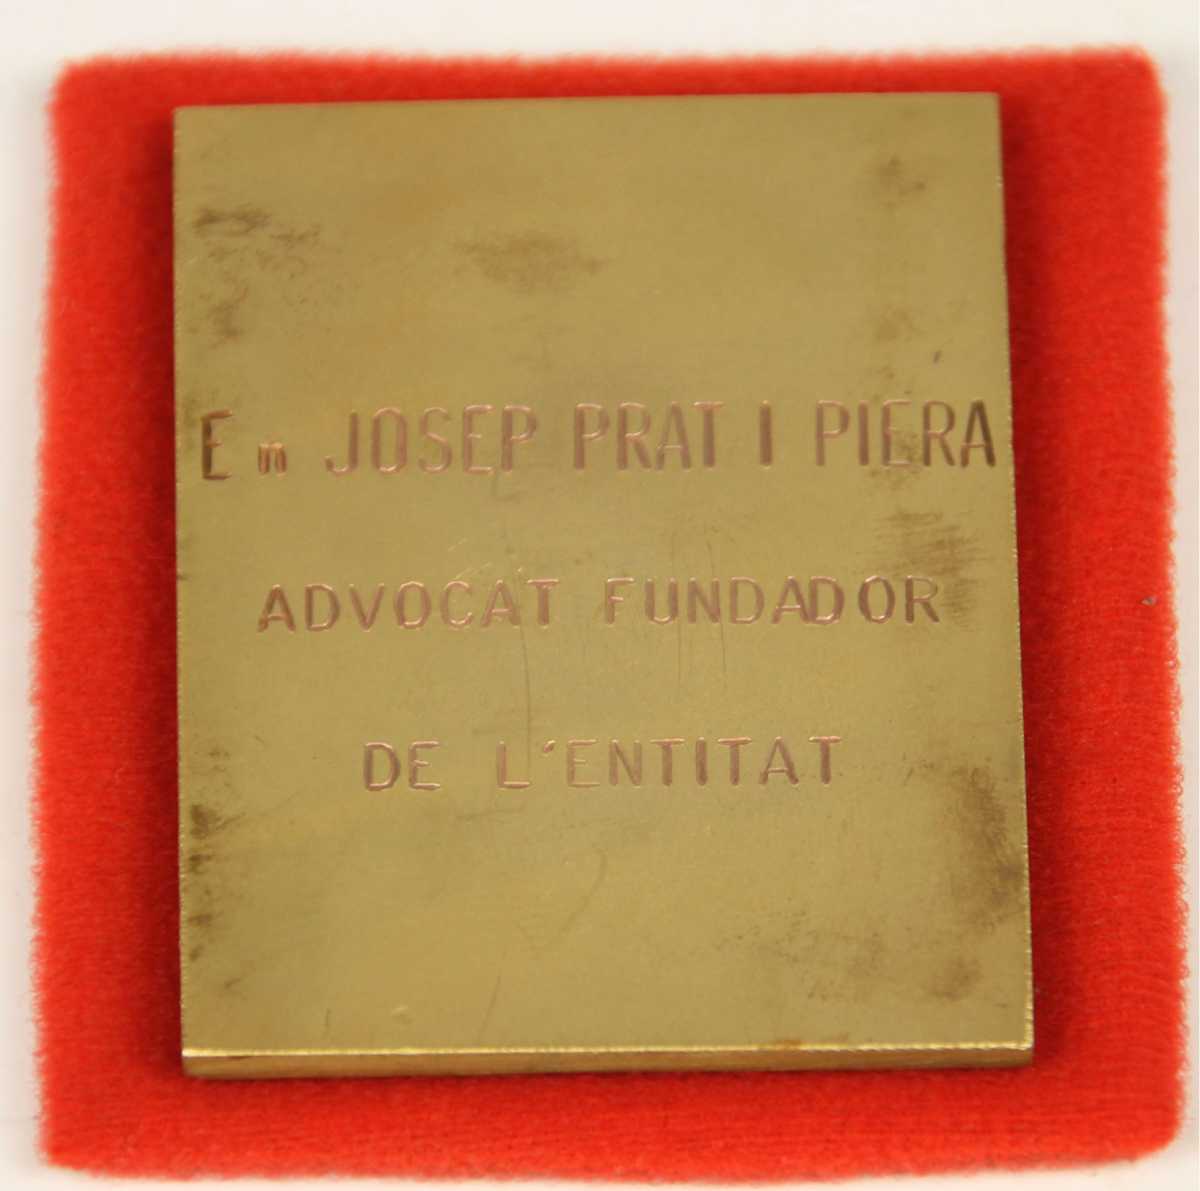 En JOSEP PRAT I PIERA
ADVOCAT FUNDADOR
DE L'ENTITAT